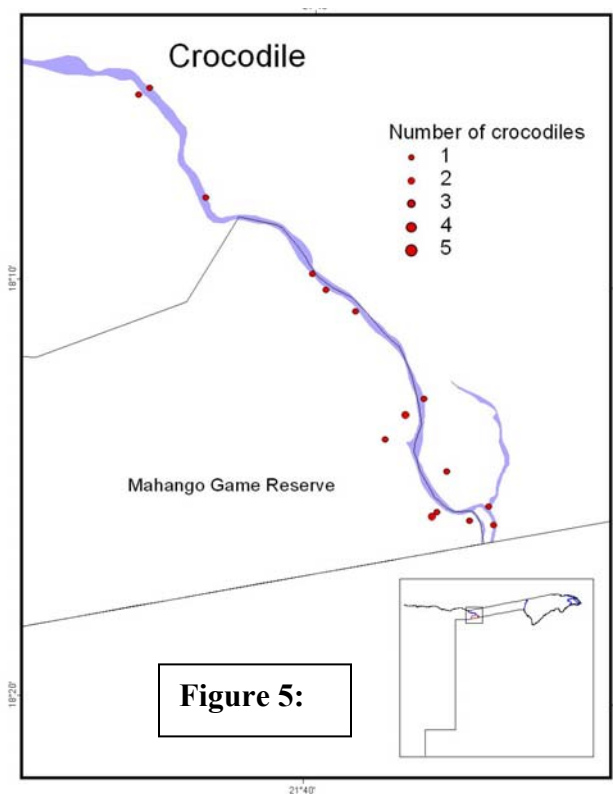 Crocodile
Number of crocodiles
1
2
3
4
5
18°10'
Mahango Game Reserve
Figure 5:
18°20'
21°40'